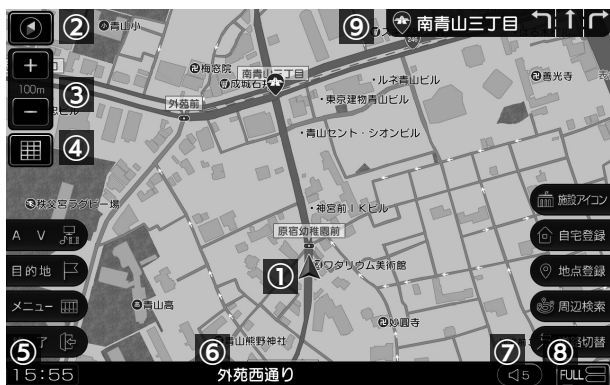 ② ⑨ 南青山三丁目
青山小
246
梅窓院
成城石井
南青山三丁目
善光寺
・ルネ青山ビル
＋
100m
③
－
外苑前
・東京建物青山ビル
④
・青山セント・シオンビル
秩父宮ラグビー場
・神宮前IKビル
施設アイコン
ＡＶ
原宿幼稚園前
自宅登録
目的地
①
ワタリウム美術館
地点登録
メニュー
青山高
周辺検索
妙圓寺
青山熊野神社
切替
⑤ ⑥ ⑦ ⑧
15:55
外苑西通り
5
FULL